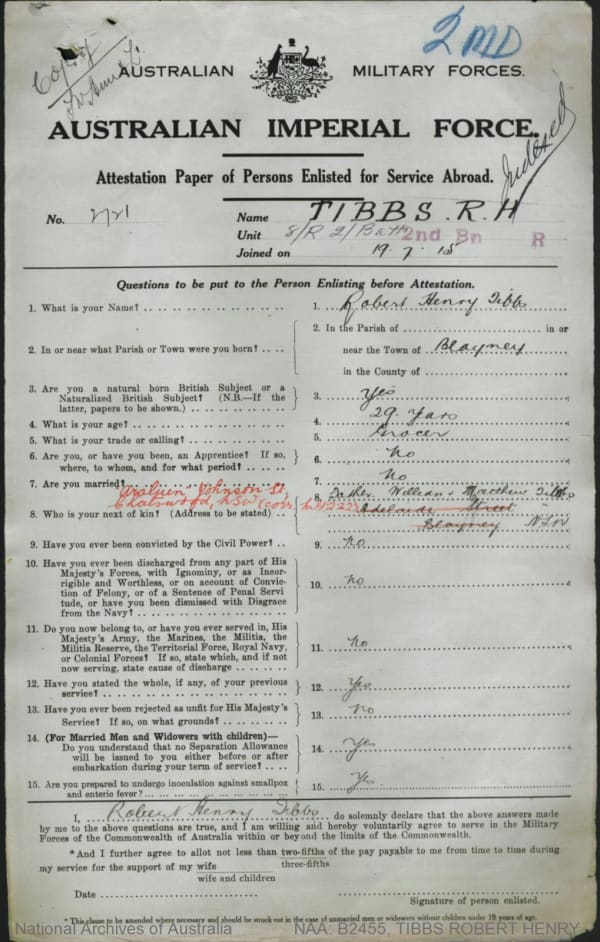 Copy
2 MD
AUSTRALIAN MILITARY FORCES.
AUSTRALIAN IMPERIAL FORCE.
Indexed
Attestation Paper of Persons Enlisted for Service Abroad.
No. 2721 Name TIBBS. R. H
Unit 8/R 2/Batt 2nd Bn R
Joined on 19. 7. 15
Questions to be put to the Person Enlisting before Attestation.
1. What is your Name? 1. Robert Henry Tibbs
2. In or near what Parish or Town were you born? 2. In the Parish of in or
near the Town of Blayney
in the County of
3. Are you a natural born British Subject or a
Naturalized British Subject? (N.B.—If the
latter, papers to be shown.) 3. Yes
4. What is your age? 4. 29 Years
5. What is your trade or calling? 5. Grocer
6. Are you, or have you been, an Apprentice? If so,
where, to whom, and for what period? 6. No
7. Are you married? 7. No
Johnson St,
Chatswood, NSW
8. Who is your next of kin? (Address to be stated) 8. Father William Matthew Tibbs
Adelaide Street
Blayney NSW
9. Have you ever been convicted by the Civil Power? 9. No
10. Have you ever been discharged from any part of His
Majesty's Forces, with Ignominy, or as Incor-
rigible and Worthless, or on account of Convic-
tion of Felony, or of a Sentence of Penal Servi
tude, or have you been dismissed with Disgrace
from the Navy? 10. No
11. Do you now belong to, or have you ever served in, His
Majesty's Army, the Marines, the Militia, the
Militia Reserve, the Territorial Force, Royal Navy,
or Colonial Forces? If so, state which, and if not
now serving, state cause of discharge 11. No
12. Have you stated the whole, if any, of your previous
service? 12. Yes
13. Have you ever been rejected as unfit for His Majesty's
Service? If so, on what grounds? 13. No
14. (For Married Men and Widowers with children)—
Do you understand that no Separation Allowance
will be issued to you either before or after
embarkation during your term of service? 14. Yes
15. Are you prepared to undergo inoculation against smallpox
and enteric fever? 15. Yes
I, Robert Henry Tibbs do solemnly declare that the above answers made
by me to the above questions are true, and I am willing and hereby voluntarily agree to serve in the Military
Forces of the Commonwealth of Australia within or beyond the limits of the Commonwealth.
*And I further agree to allot not less than two-fifths of the pay payable to me from time to time during
three-fifths
my service for the support of my wife
wife and children
Date
Signature of person enlisted.
* This clause to be amended where necessary and should be struck out in the case of unmarried men or widowers without children under 18 years of age.
National Archives of Australia NAA: B2455, TIBBS ROBERT HENRY